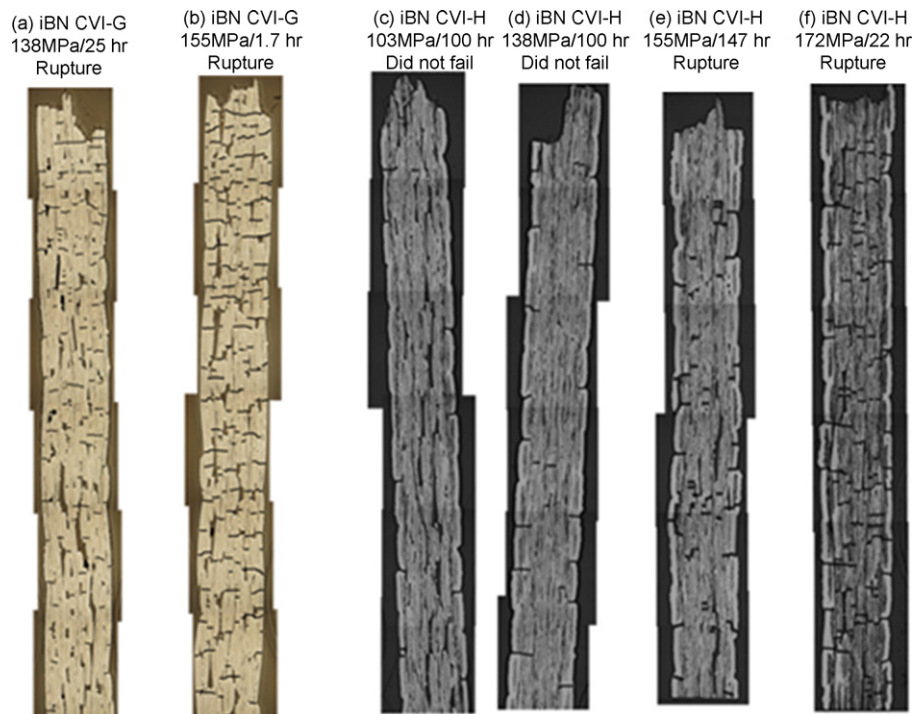 (a) iBN CVI-G
138MPa/25 hr
Rupture
(b) iBN CVI-G
155MPa/1.7 hr
Rupture
(c) iBN CVI-H
103MPa/100 hr
Did not fail
(d) iBN CVI-H
138MPa/100 hr
Did not fail
(e) iBN CVI-H
155MPa/147 hr
Rupture
(f) iBN CVI-H
172MPa/22 hr
Rupture